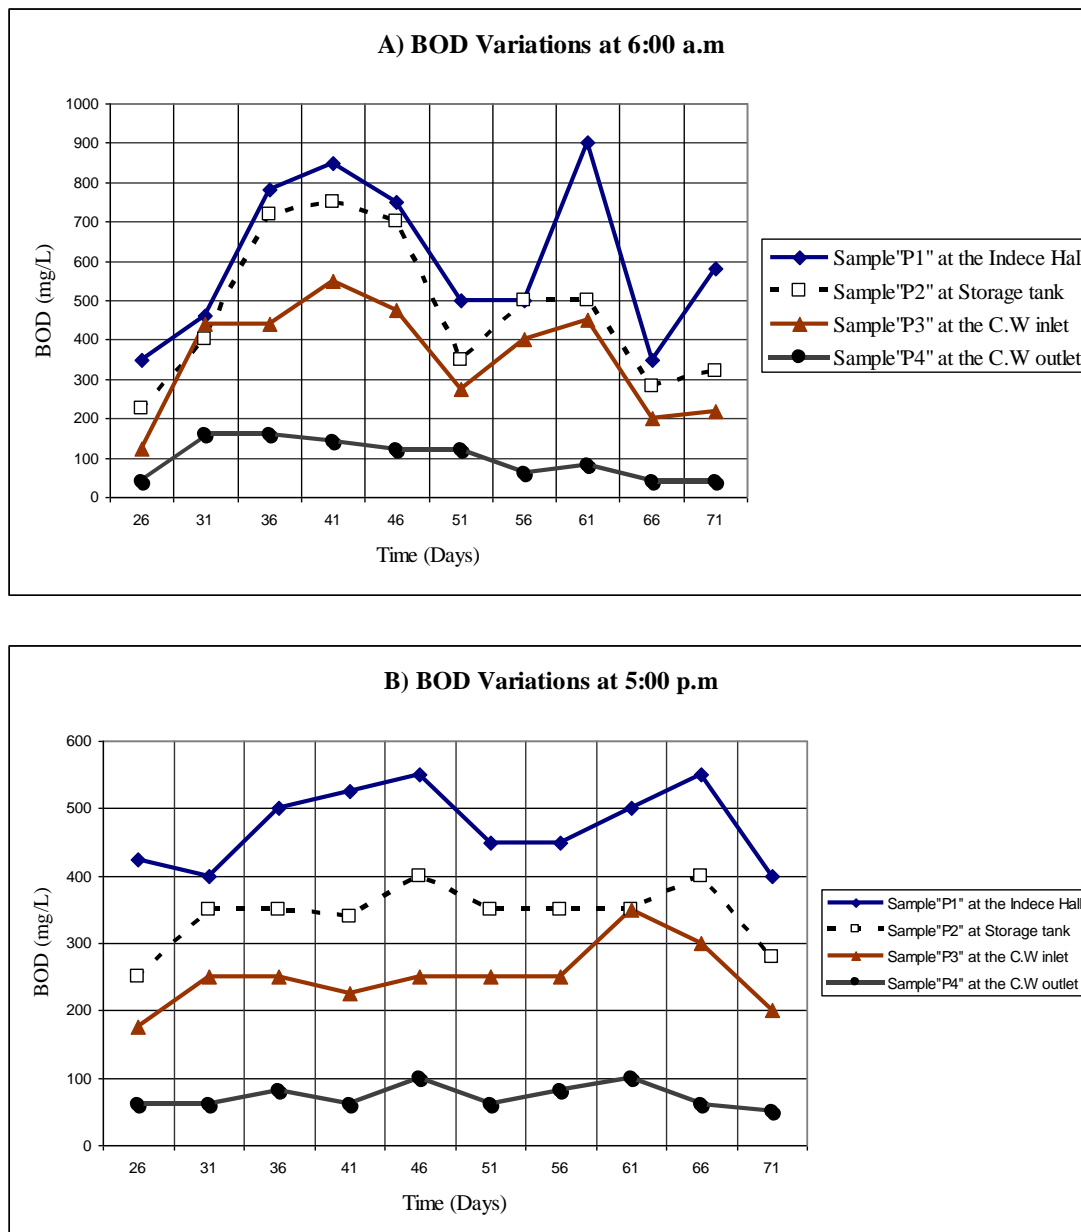 A) BOD Variations at 6:00 a.m
1000
900
800
700
600
500
400
300
200
100
0
BOD (mg/L)
26 31 36 41 46 51 56 61 66 71
Time (Days)
Sample"P1" at the Indece Hall
Sample"P2" at Storage tank
Sample"P3" at the C.W inlet
Sample"P4" at the C.W outlet
B) BOD Variations at 5:00 p.m
600
500
400
300
200
100
0
BOD (mg/L)
26 31 36 41 46 51 56 61 66 71
Time (Days)
Sample"P1" at the Indece Hall
Sample"P2" at Storage tank
Sample"P3" at the C.W inlet
Sample"P4" at the C.W outlet